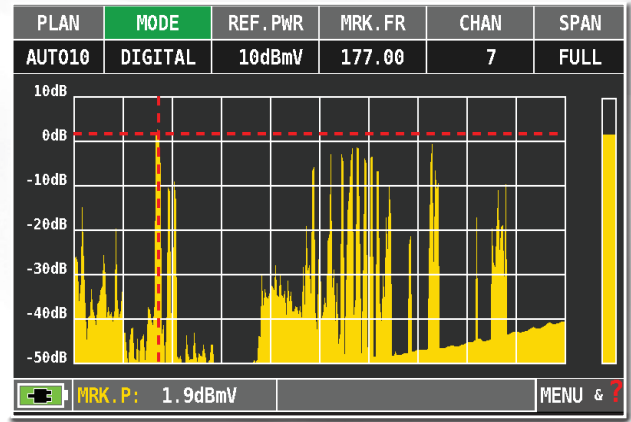 PLAN MODE REF.PWR MRK.FR CHAN SPAN
AUTO10 DIGITAL 10dBmV 177.00 7 FULL
10dB
0dB
-10dB
-20dB
-30dB
-40dB
-50dB
MRK.P: 1.9dBmV MENU & ?